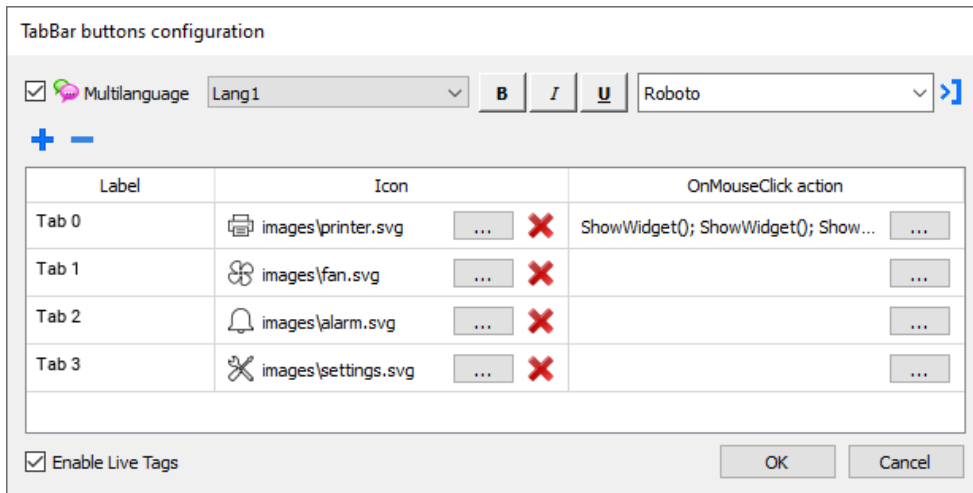 TabBar buttons configuration
Multilanguage Lang1 B I U Roboto
Label Icon OnMouseClick action
Tab 0 images\printer.svg ... ShowWidget(); ShowWidget(); Show... ...
Tab 1 images\fan.svg ... ...
Tab 2 images\alarm.svg ... ...
Tab 3 images\settings.svg ... ...
Enable Live Tags OK Cancel